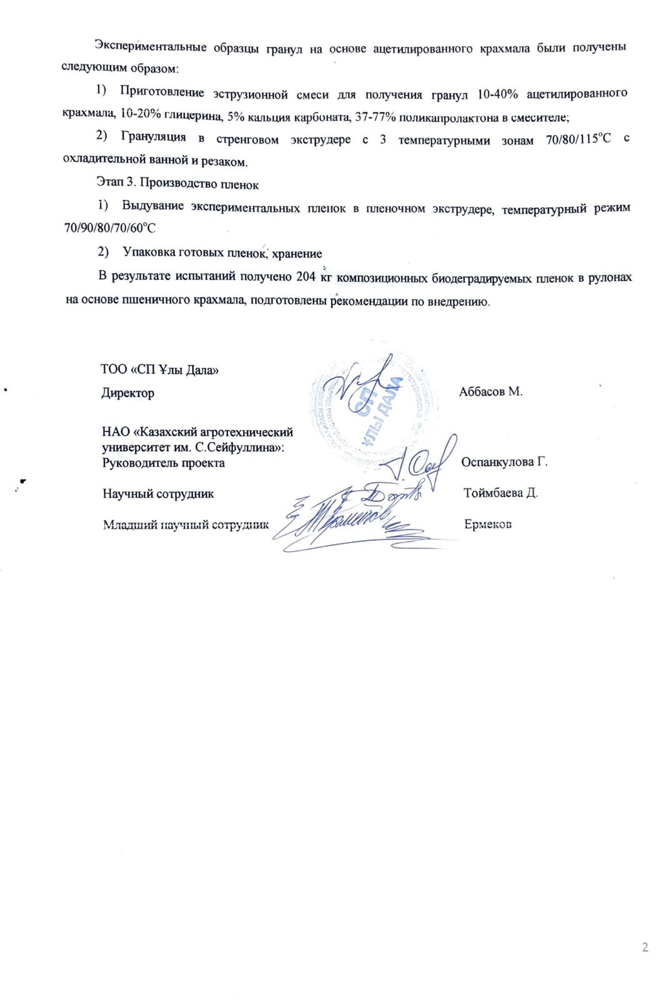 Экспериментальные образцы гранул на основе ацетилированного крахмала были получены
следующим образом:
1) Приготовление эструзионной смеси для получения гранул 10-40% ацетилированного
крахмала, 10-20% глицерина, 5% кальция карбоната, 37-77% поликапролактона в смесителе;
2) Грануляция в стренговом экструдере с 3 температурными зонам 70/80/115°С с
охладительной ванной и резаком.
Этап 3. Производство пленок
1) Выдувание экспериментальных пленок в пленочном экструдере, температурный режим
70/90/80/70/60°С
2) Упаковка готовых пленок, хранение
В результате испытаний получено 204 кг композиционных биодеградируемых пленок в рулонах
на основе пшеничного крахмала, подготовлены рекомендации по внедрению.
ТОО «СП Ұлы Дала»
Директор
СП
ҰЛЫ ДАЛА
Аббасов М.
НАО «Казахский агротехнический
университет им. С.Сейфуллина»:
Руководитель проекта
Оспанкулова Г.
Научный сотрудник
Тоймбаева Д.
Младший научный сотрудник
Ермеков
2